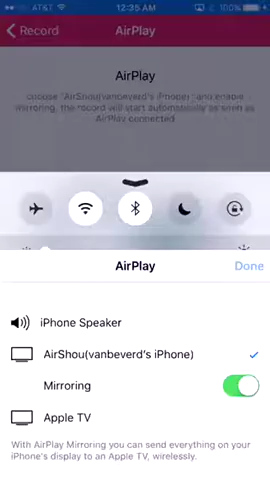 AT&T 12:35 AM 100%
Record AirPlay
AirPlay
choose "AirShou(vanbeverd's iPhone)" and enable
mirroring, the record will start automatically as soon as
AirPlay connected
AirPlay Done
iPhone Speaker
AirShou(vanbeverd's iPhone)
Mirroring
Apple TV
With AirPlay Mirroring you can send everything on your
iPhone's display to an Apple TV, wirelessly.